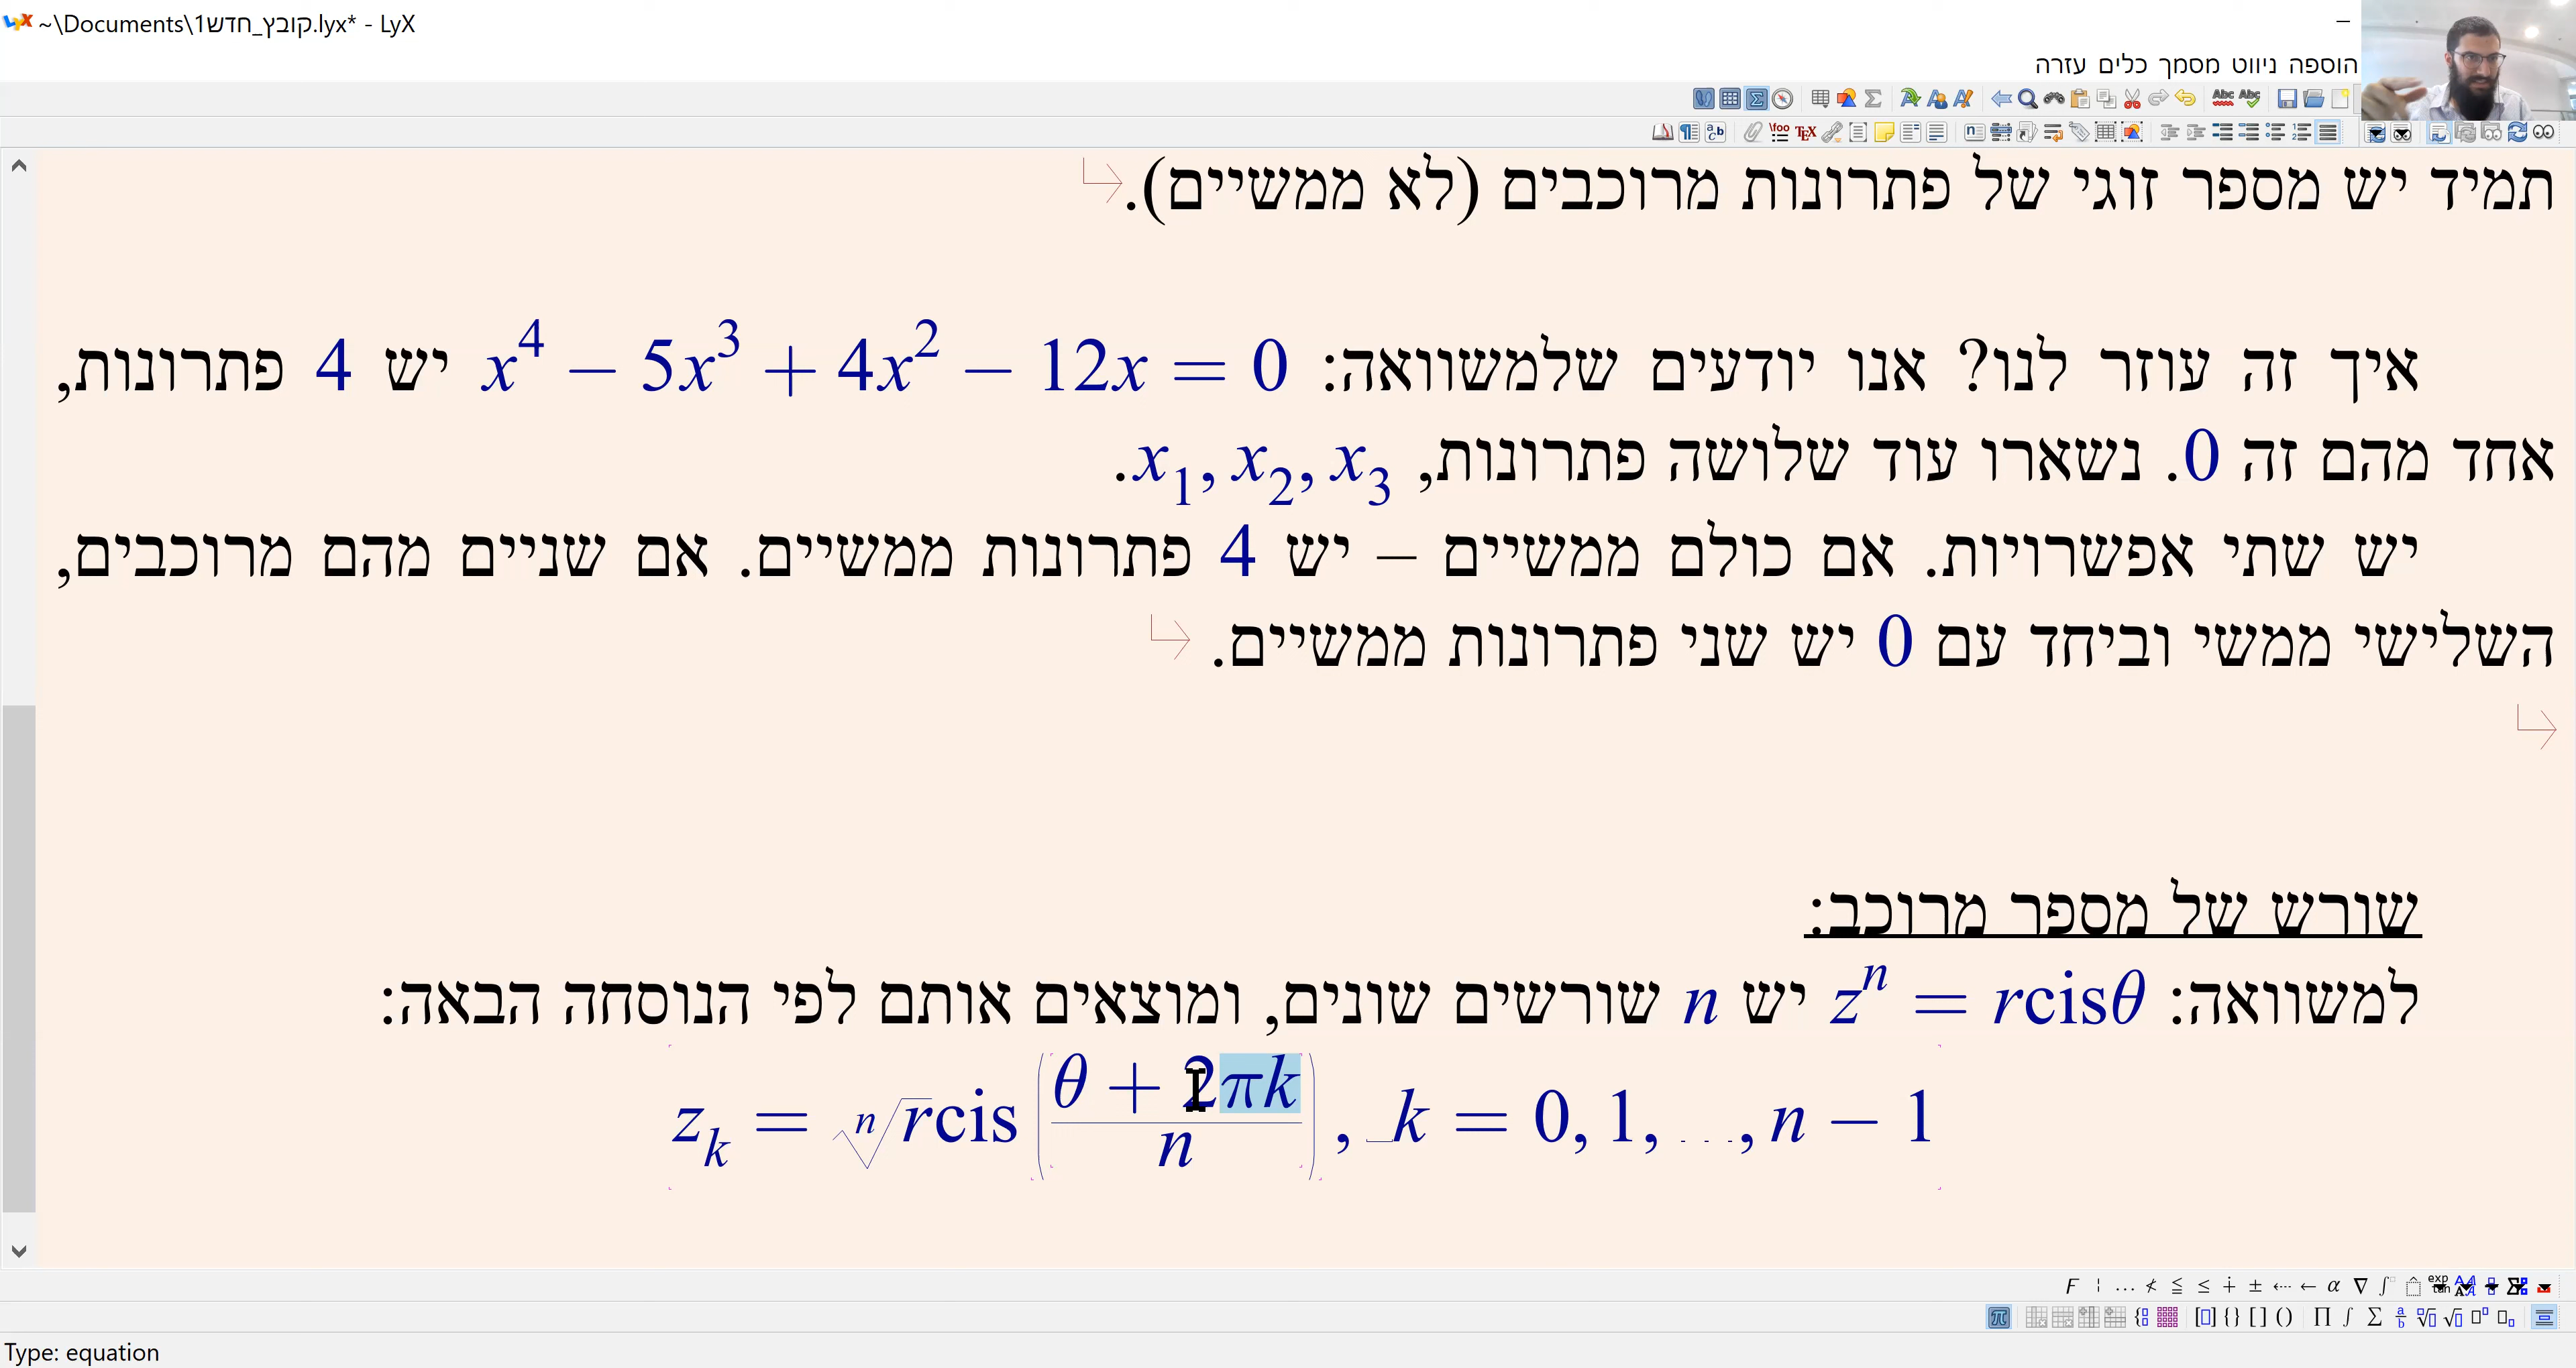 ~\Documents\קובץ_חדש1.lyx* - LyX
הוספה ניווט מסמך כלים עזרה
תמיד יש מספר זוגי של פתרונות מרוכבים (לא ממשיים).
איך זה עוזר לנו? אנו יודעים שלמשוואה: x^4 − 5x^3 + 4x^2 − 12x = 0 יש 4 פתרונות,
אחד מהם זה 0. נשארו עוד שלושה פתרונות, x_1, x_2, x_3.
יש שתי אפשרויות. אם כולם ממשיים – יש 4 פתרונות ממשיים. אם שניים מהם מרוכבים,
השלישי ממשי וביחד עם 0 יש שני פתרונות ממשיים.
שורש של מספר מרוכב:
למשוואה: z^n = rcisθ יש n שורשים שונים, ומוצאים אותם לפי הנוסחה הבאה:
z_k = \sqrt[n]{r}cis(\frac{θ + 2πk}{n}), k = 0, 1, ..., n − 1
Type: equation